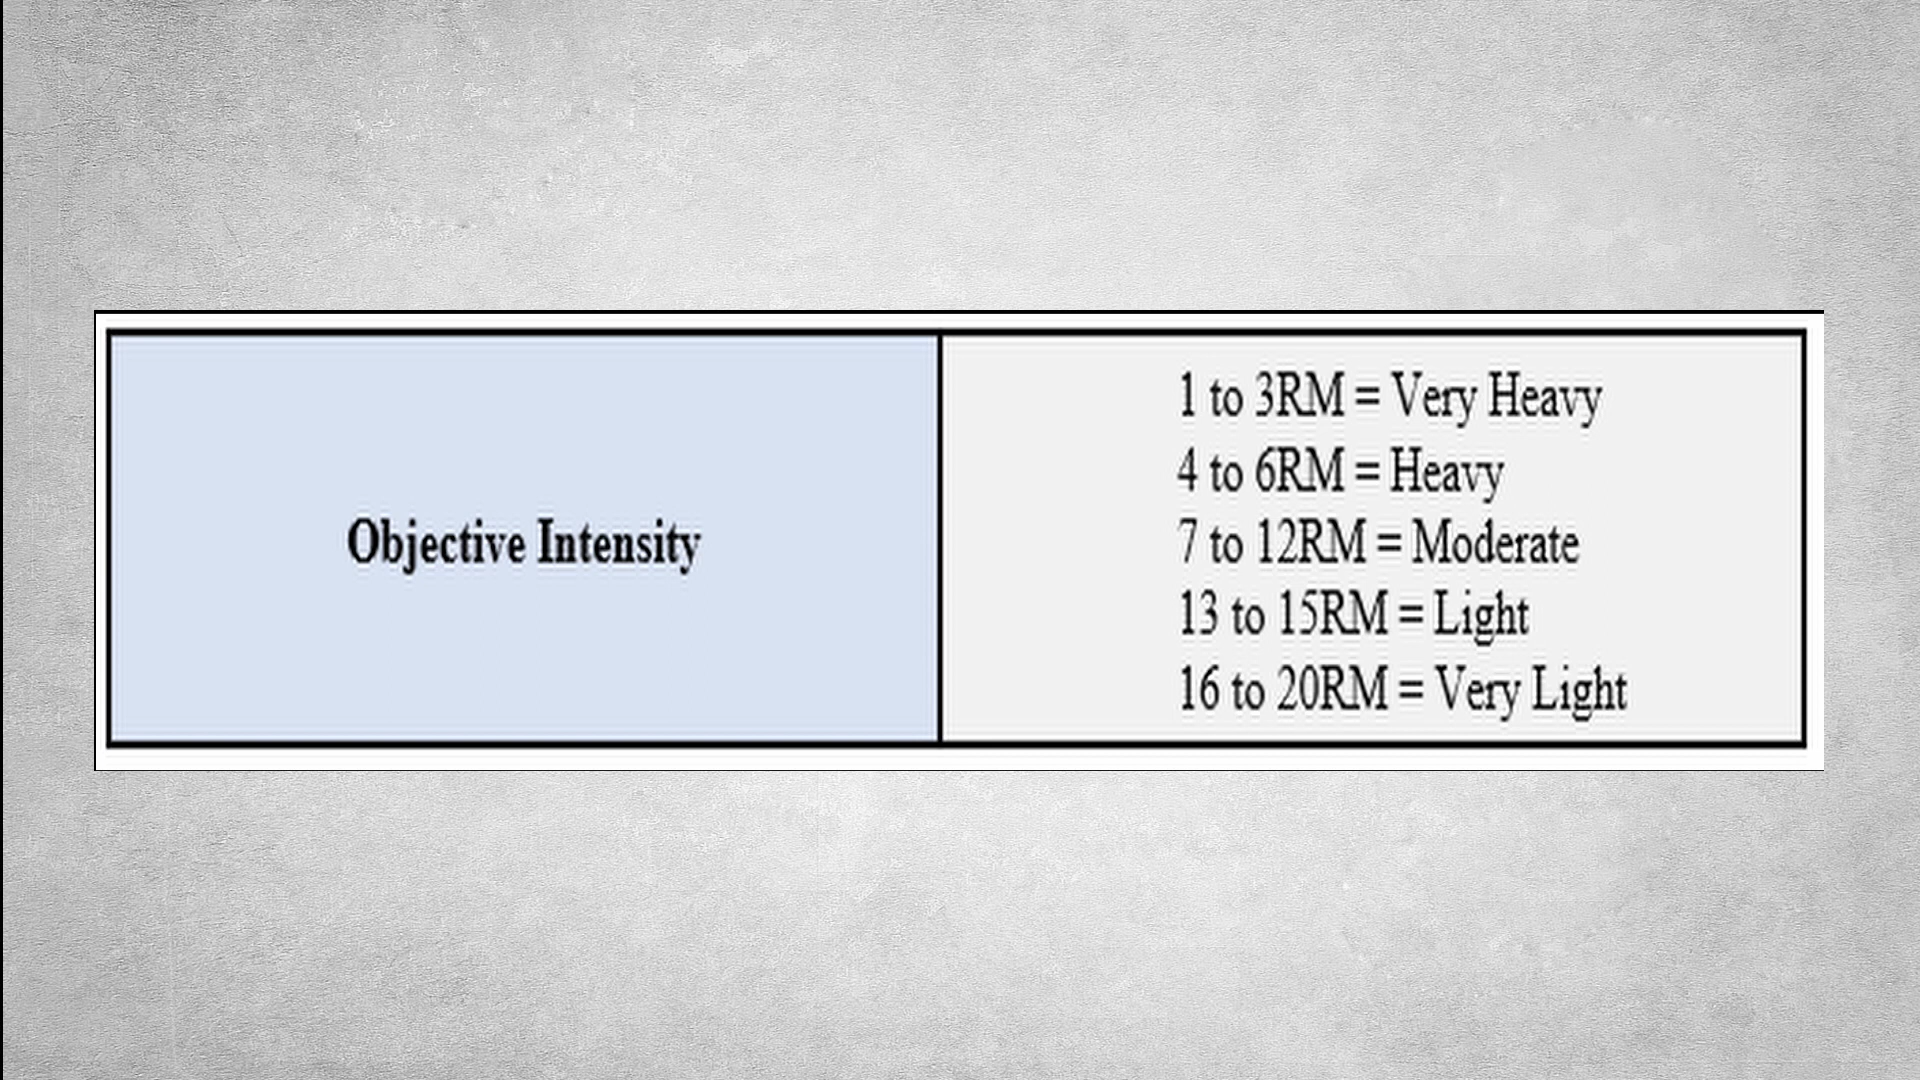 Objective Intensity
1 to 3RM = Very Heavy
4 to 6RM = Heavy
7 to 12RM = Moderate
13 to 15RM = Light
16 to 20RM = Very Light